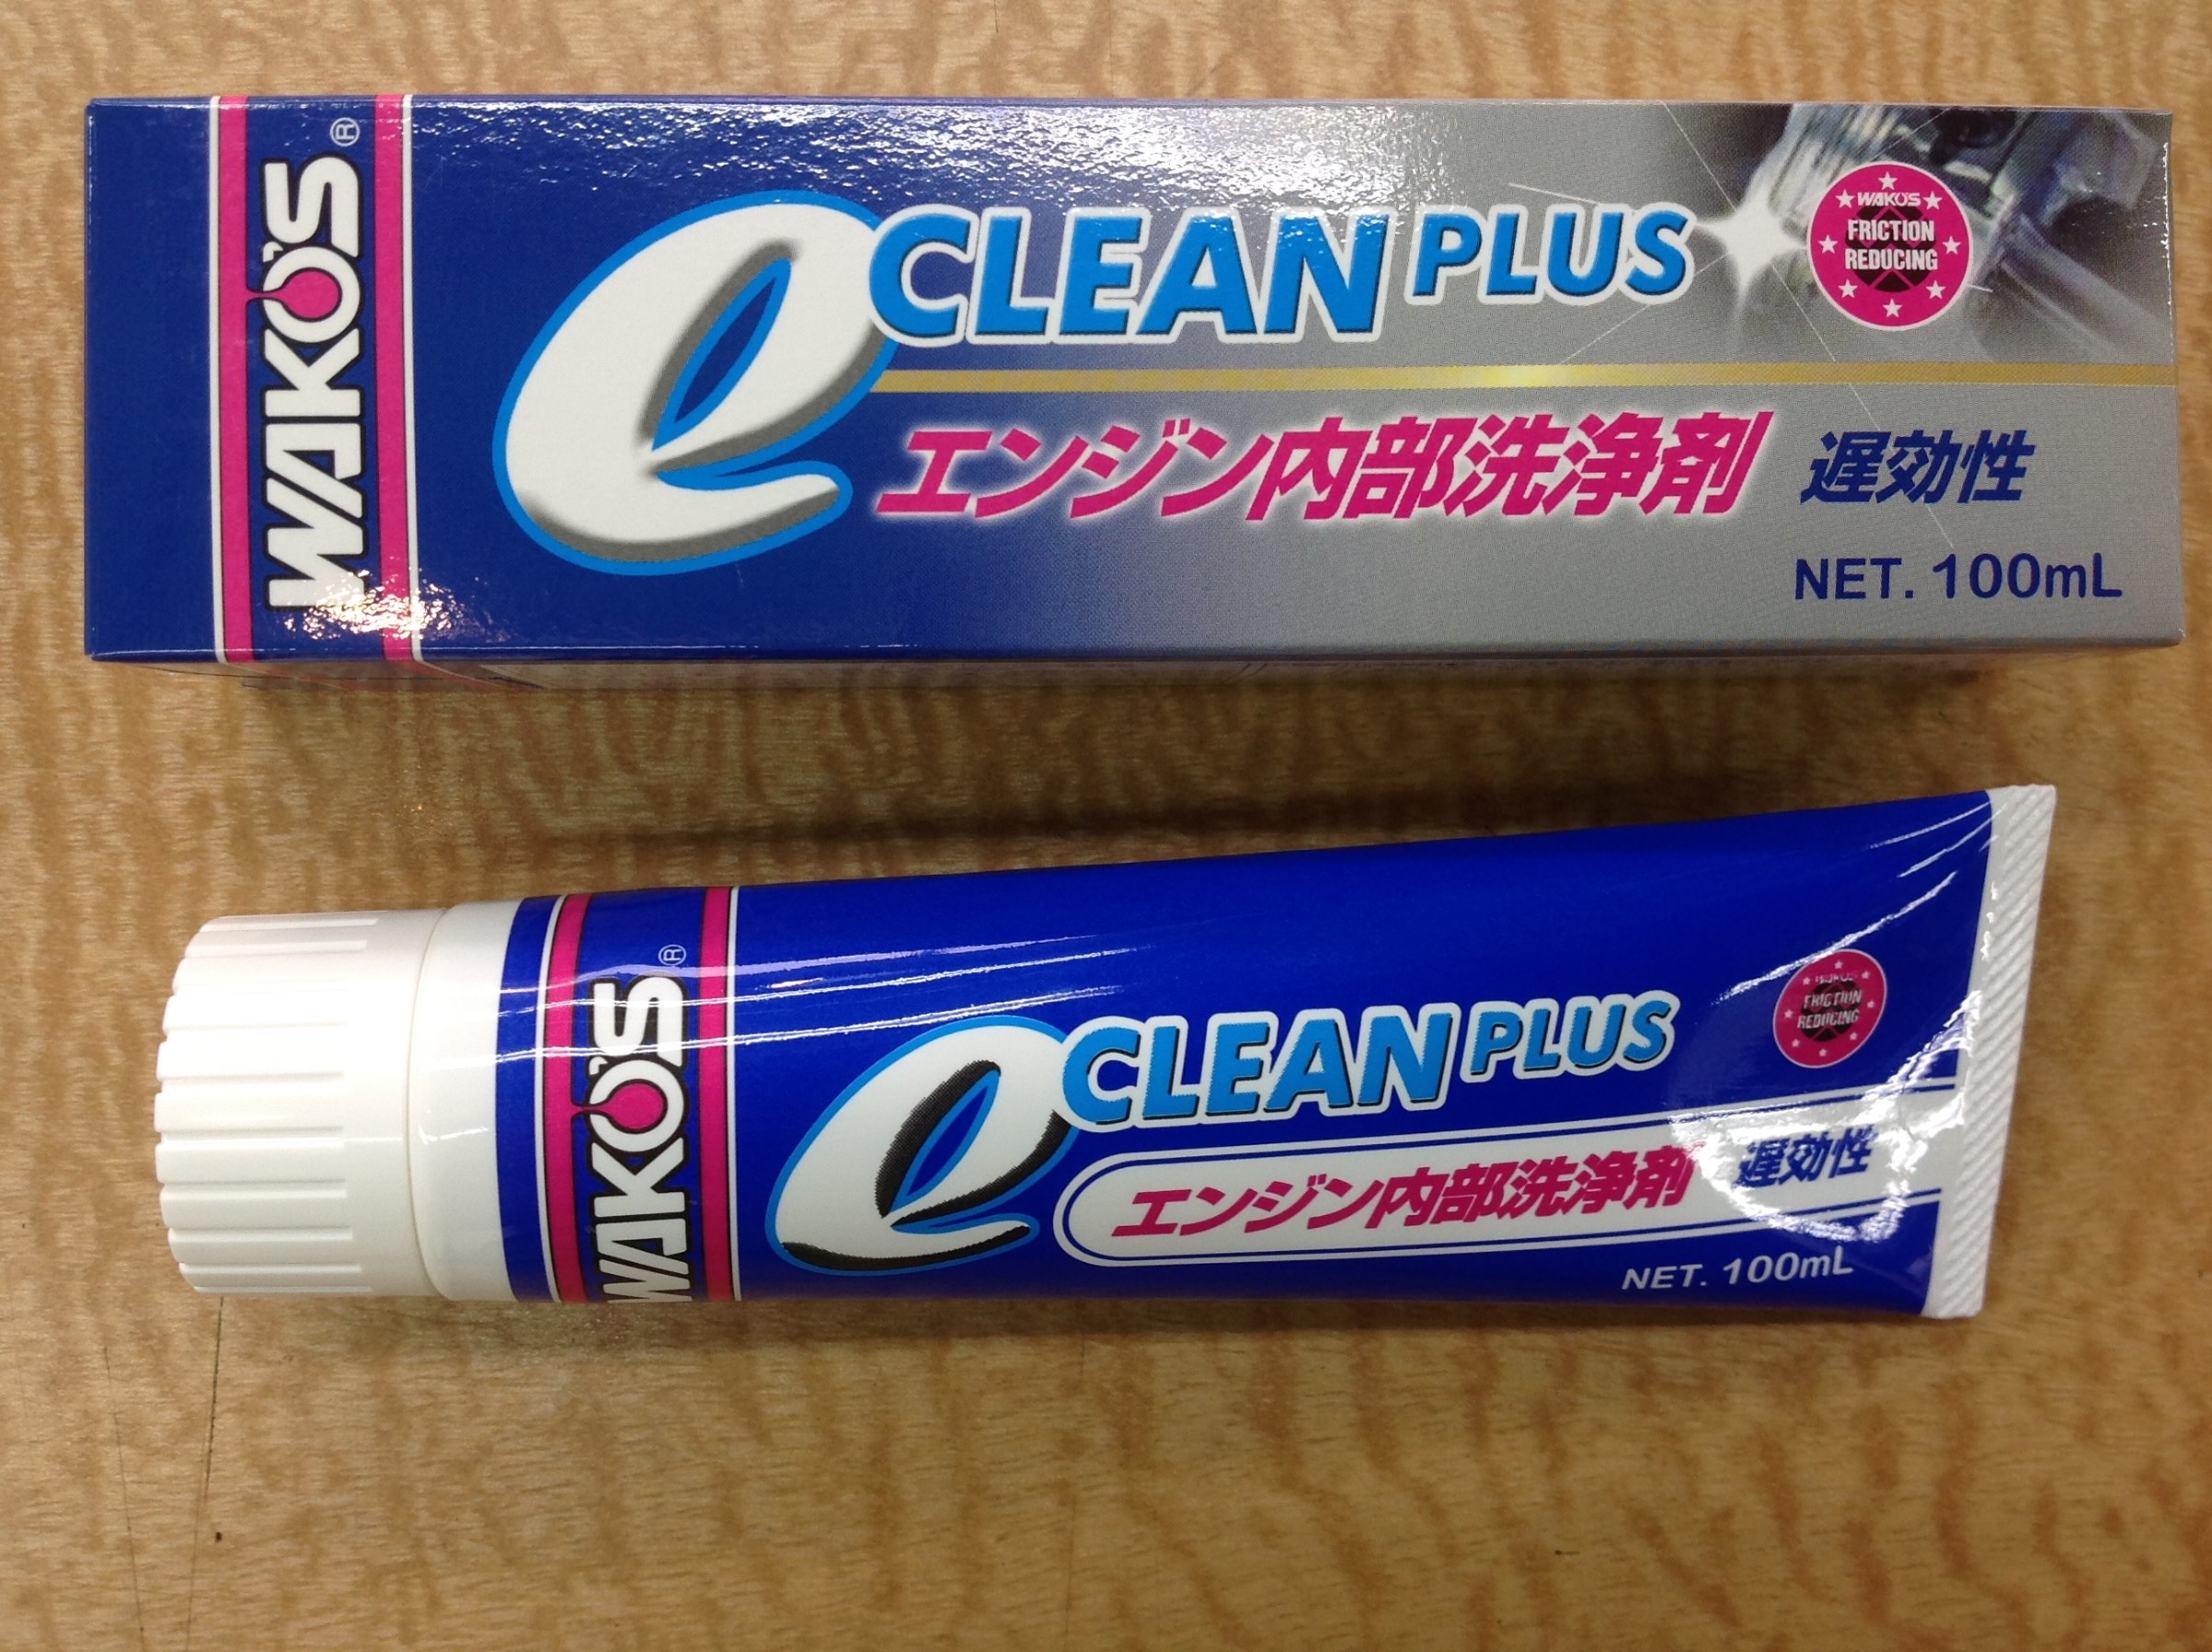 WAKO'S®
e CLEAN PLUS
WAKO'S
FRICTION
REDUCING
エンジン内部洗浄剤 遅効性
NET. 100mL
WAKO'S®
e CLEAN PLUS
WAKO'S
FRICTION
REDUCING
エンジン内部洗浄剤 遅効性
NET. 100mL